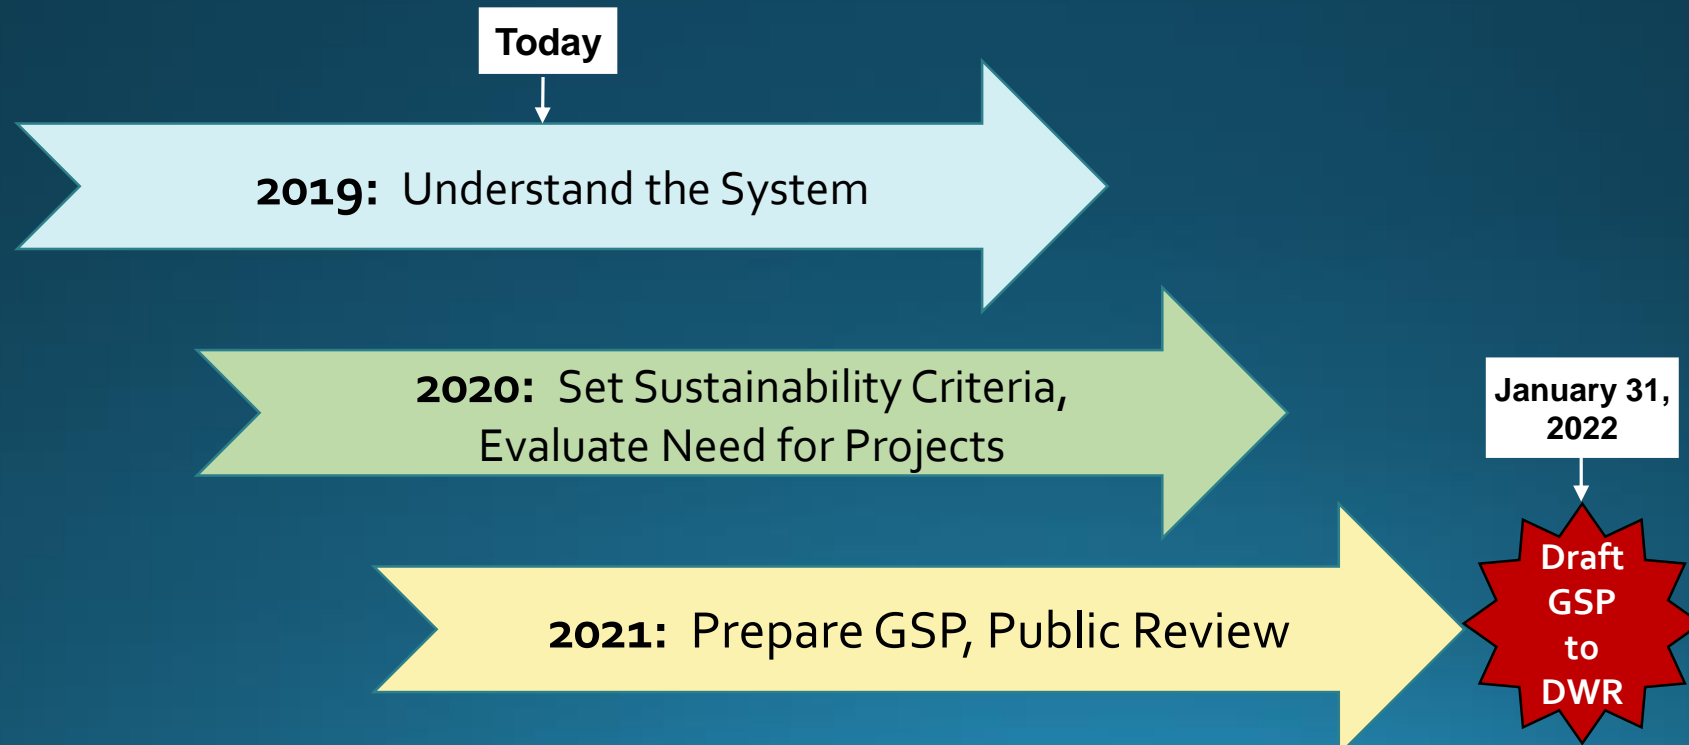 Today
2019: Understand the System
2020: Set Sustainability Criteria,
Evaluate Need for Projects
January 31,
2022
2021: Prepare GSP, Public Review
Draft
GSP
to
DWR